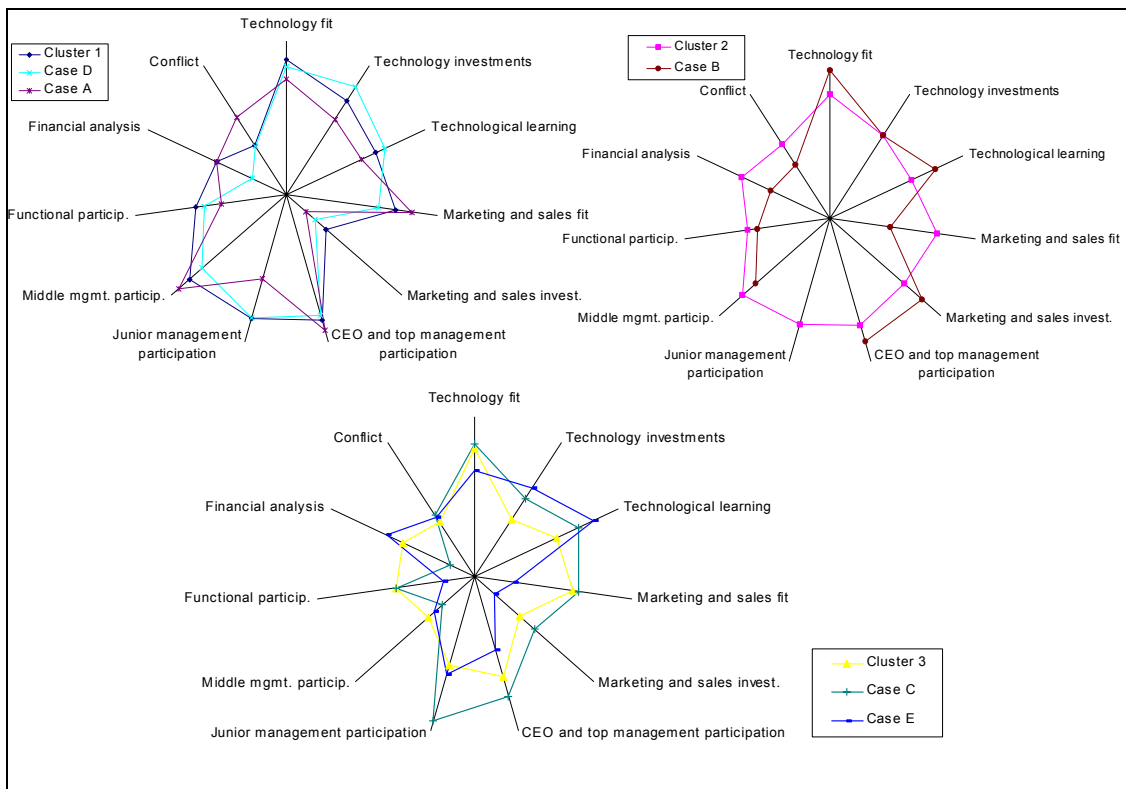 Technology fit
Cluster 1
Case D
Case A
Conflict
Technology investments
Financial analysis
Technological learning
Functional particip.
Marketing and sales fit
Middle mgmt. particip.
Marketing and sales invest.
Junior management
participation
CEO and top management
participation
Cluster 2
Case B
Technology fit
Conflict
Technology investments
Financial analysis
Technological learning
Functional particip.
Marketing and sales fit
Middle mgmt. particip.
Marketing and sales invest.
Junior management
participation
CEO and top management
participation
Technology fit
Conflict
Technology investments
Financial analysis
Technological learning
Functional particip.
Marketing and sales fit
Middle mgmt. particip.
Marketing and sales invest.
Junior management participation
CEO and top management participation
Cluster 3
Case C
Case E